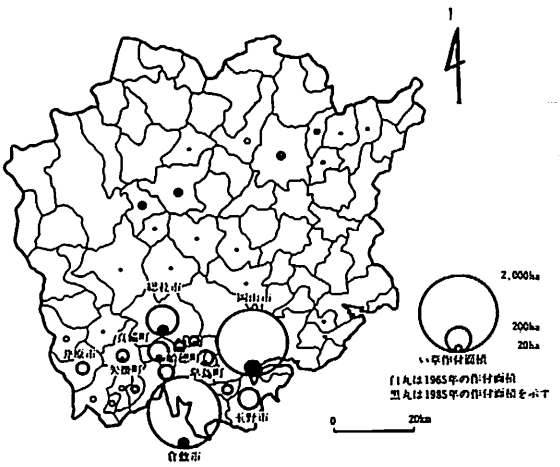 総社市
岡山市
真備町
船穂町
井原市
矢掛町
早島町
玉野市
倉敷市
2,000ha
200ha
20ha
い草作付面積
白丸は1965年の作付面積
黒丸は1985年の作付面積を示す
0
20km